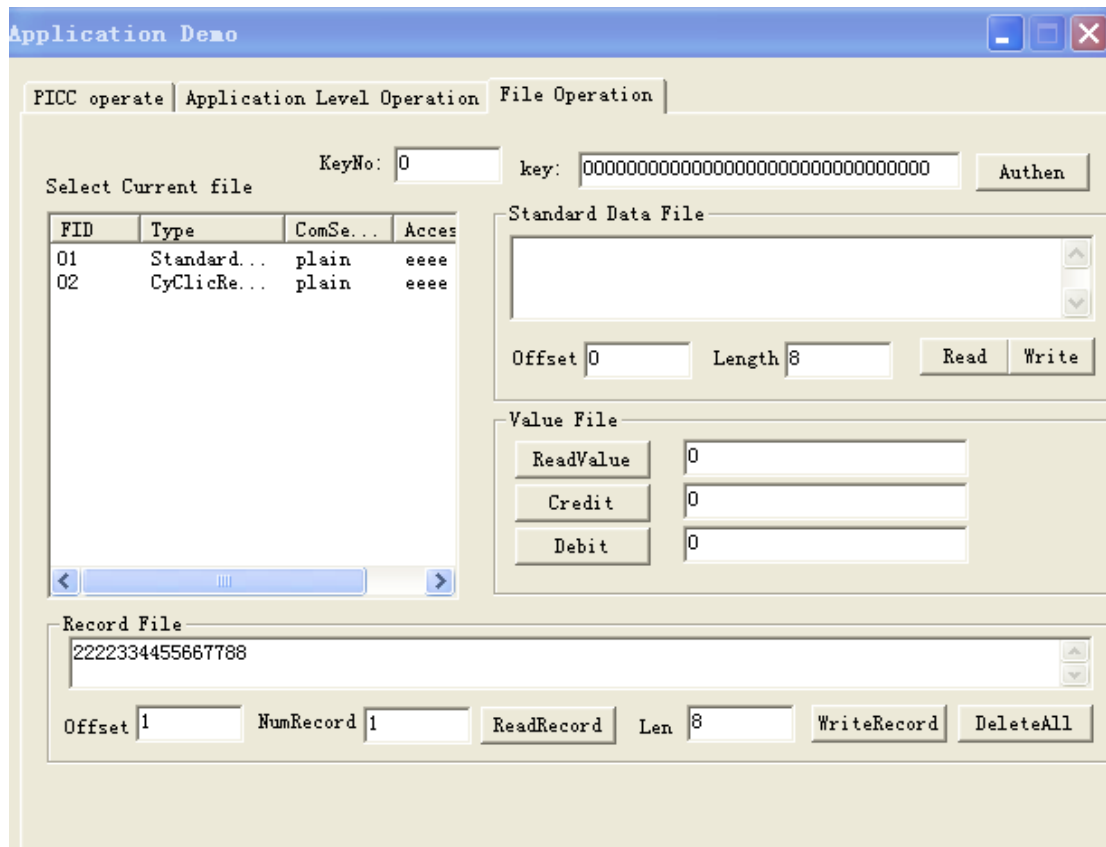 Application Demo
PICC operate Application Level Operation File Operation
KeyNo: 0 key: 00000000000000000000000000000000 Authen
Select Current file
FID Type ComSe... Acces
01 Standard... plain eeee
02 CyClicRe... plain eeee
Standard Data File
Offset 0 Length 8 Read Write
Value File
ReadValue 0
Credit 0
Debit 0
Record File
2222334455667788
Offset 1 NumRecord 1 ReadRecord Len 8 WriteRecord DeleteAll